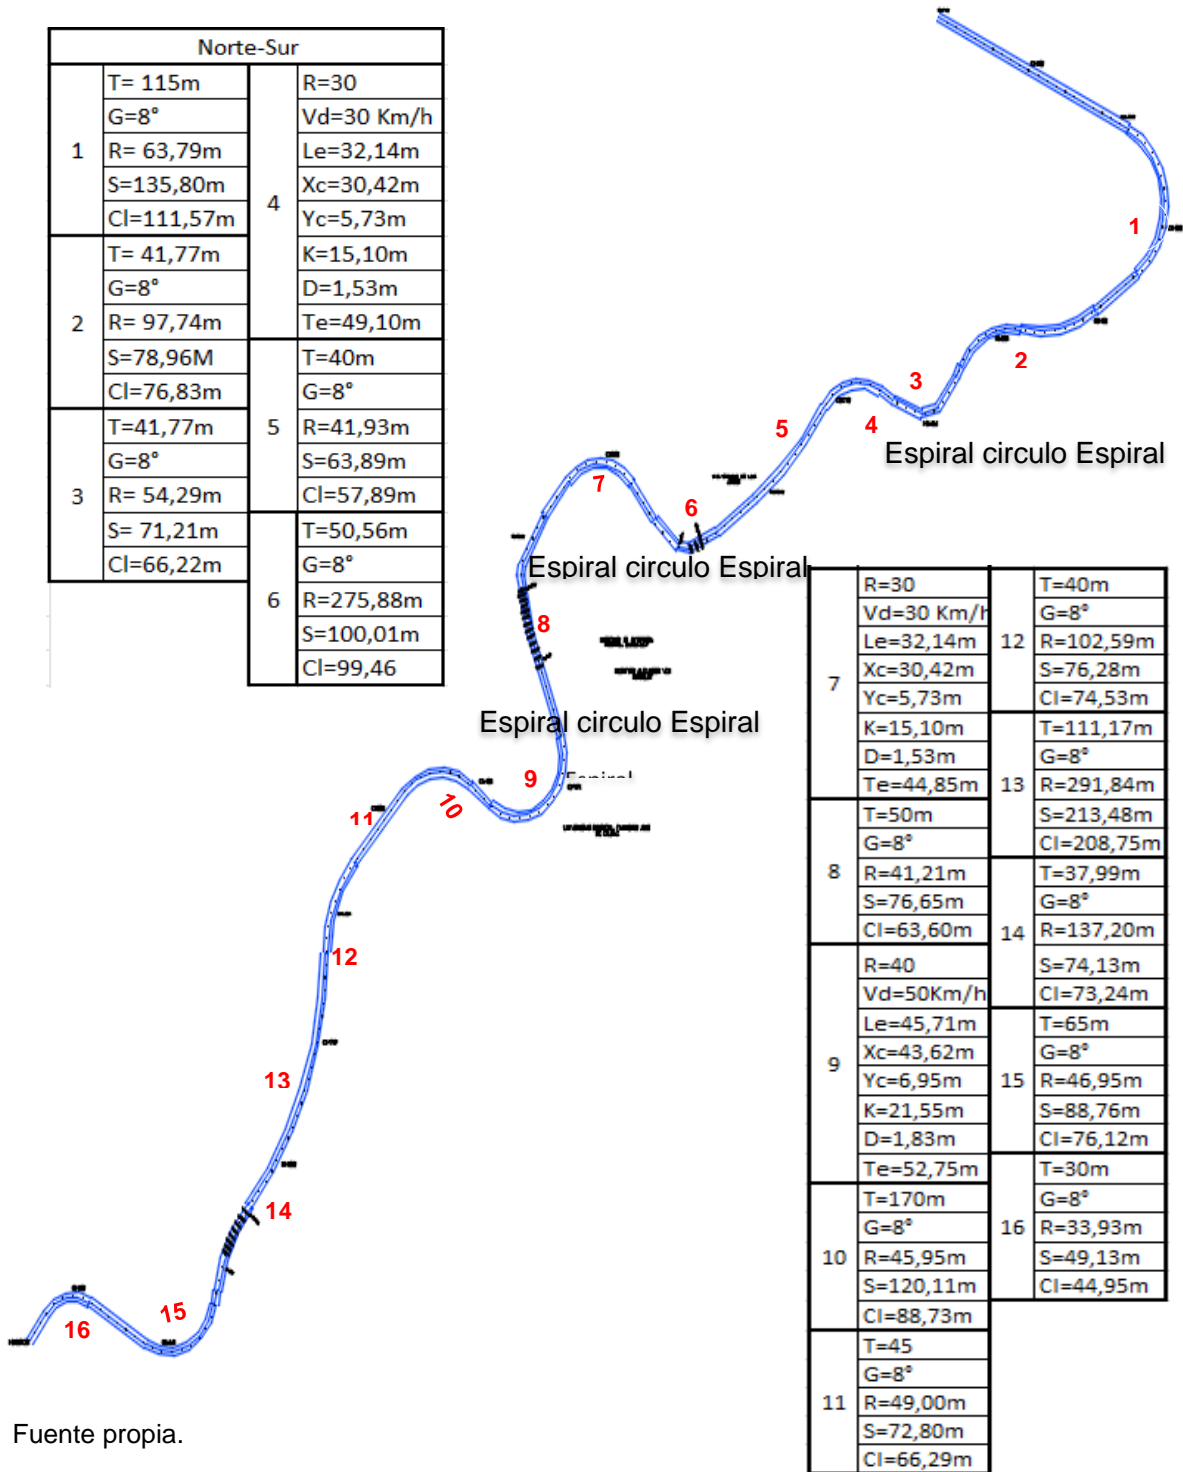 Norte-Sur
1
T= 115m
G=8°
R= 63,79m
S=135,80m
Cl=111,57m
2
T= 41,77m
G=8°
R= 97,74m
S=78,96M
Cl=76,83m
3
T=41,77m
G=8°
R= 54,29m
S= 71,21m
Cl=66,22m
4
R=30
Vd=30 Km/h
Le=32,14m
Xc=30,42m
Yc=5,73m
K=15,10m
D=1,53m
Te=49,10m
5
T=40m
G=8°
R=41,93m
S=63,89m
Cl=57,89m
6
T=50,56m
G=8°
R=275,88m
S=100,01m
Cl=99,46
1
2
3
4
5
Espiral circulo Espiral
7
6
Espiral circulo Espiral
8
Espiral circulo Espiral
9
Espiral
10
11
12
13
14
15
16
7
R=30
Vd=30 Km/h
Le=32,14m
Xc=30,42m
Yc=5,73m
K=15,10m
D=1,53m
Te=44,85m
8
T=50m
G=8°
R=41,21m
S=76,65m
Cl=63,60m
9
R=40
Vd=50Km/h
Le=45,71m
Xc=43,62m
Yc=6,95m
K=21,55m
D=1,83m
Te=52,75m
10
T=170m
G=8°
R=45,95m
S=120,11m
Cl=88,73m
11
T=45
G=8°
R=49,00m
S=72,80m
Cl=66,29m
12
T=40m
G=8°
R=102,59m
S=76,28m
Cl=74,53m
13
T=111,17m
G=8°
R=291,84m
S=213,48m
Cl=208,75m
14
T=37,99m
G=8°
R=137,20m
S=74,13m
Cl=73,24m
15
T=65m
G=8°
R=46,95m
S=88,76m
Cl=76,12m
16
T=30m
G=8°
R=33,93m
S=49,13m
Cl=44,95m
Fuente propia.